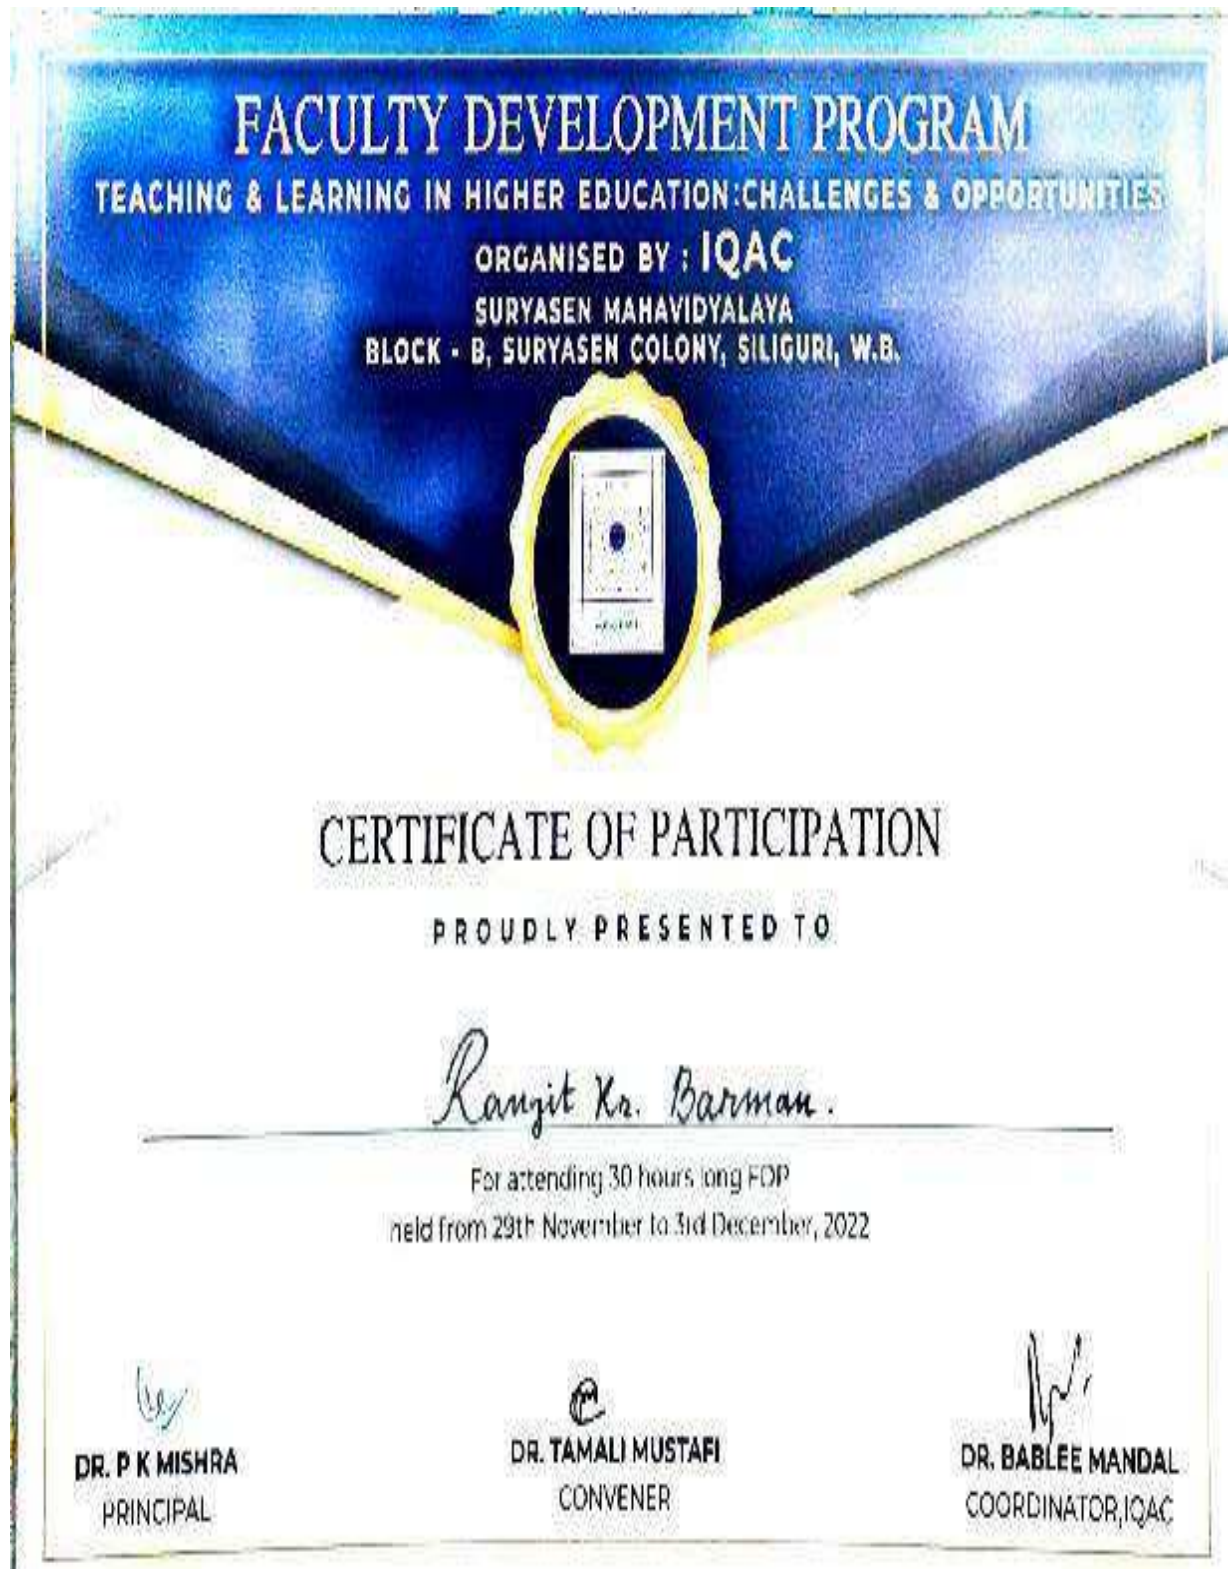 FACULTY DEVELOPMENT PROGRAM
TEACHING & LEARNING IN HIGHER EDUCATION:CHALLENGES & OPPORTUNITIES
ORGANISED BY : IQAC
SURYASEN MAHAVIDYALAYA
BLOCK - B, SURYASEN COLONY, SILIGURI, W.B.
CERTIFICATE OF PARTICIPATION
PROUDLY PRESENTED TO
Rangit Kr. Barman.
For attending 30 hours long FDP
held from 29th November to 3rd December, 2022
DR. P K MISHRA
PRINCIPAL
DR. TAMALI MUSTAFI
CONVENER
DR. BABLEE MANDAL
COORDINATOR,IQAC